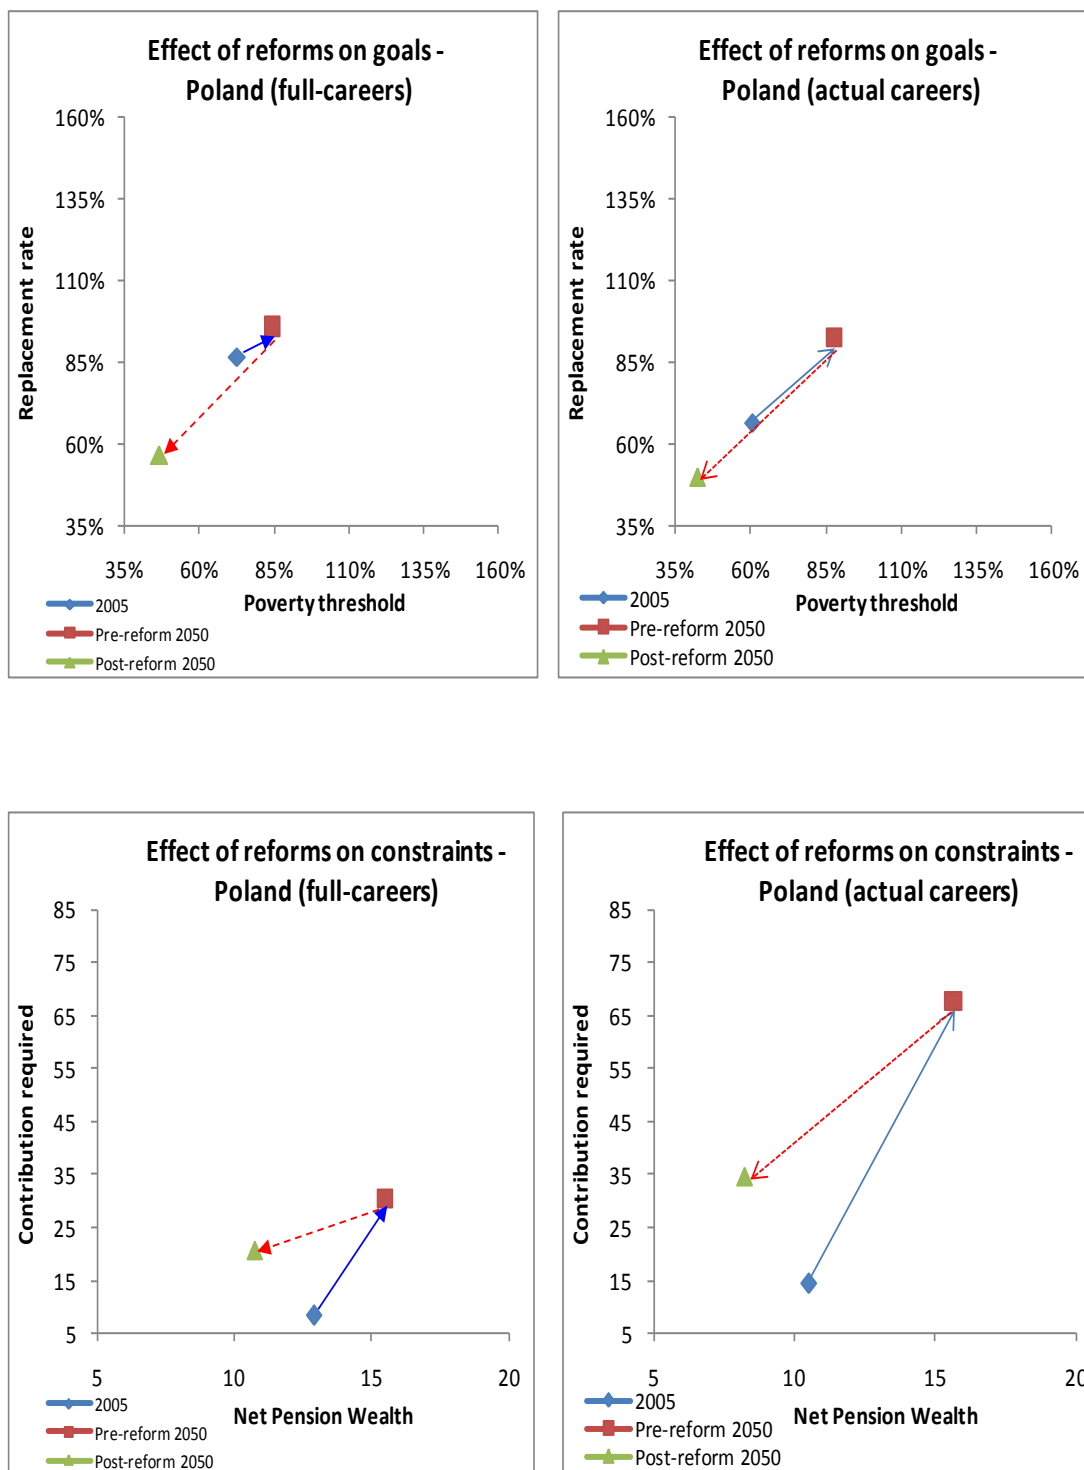 Effect of reforms on goals -
Poland (full-careers)
160%
135%
110%
85%
60%
35%
Replacement rate
35% 60% 85% 110% 135% 160%
Poverty threshold
2005
Pre-reform 2050
Post-reform 2050
Effect of reforms on goals -
Poland (actual careers)
160%
135%
110%
85%
60%
35%
Replacement rate
35% 60% 85% 110% 135% 160%
Poverty threshold
2005
Pre-reform 2050
Post-reform 2050
Effect of reforms on constraints -
Poland (full-careers)
85
75
65
55
45
35
25
15
5
Contribution required
5 10 15 20
Net Pension Wealth
2005
Pre-reform 2050
Post-reform 2050
Effect of reforms on constraints -
Poland (actual careers)
85
75
65
55
45
35
25
15
5
Contribution required
5 10 15 20
Net Pension Wealth
2005
Pre-reform 2050
Post-reform 2050